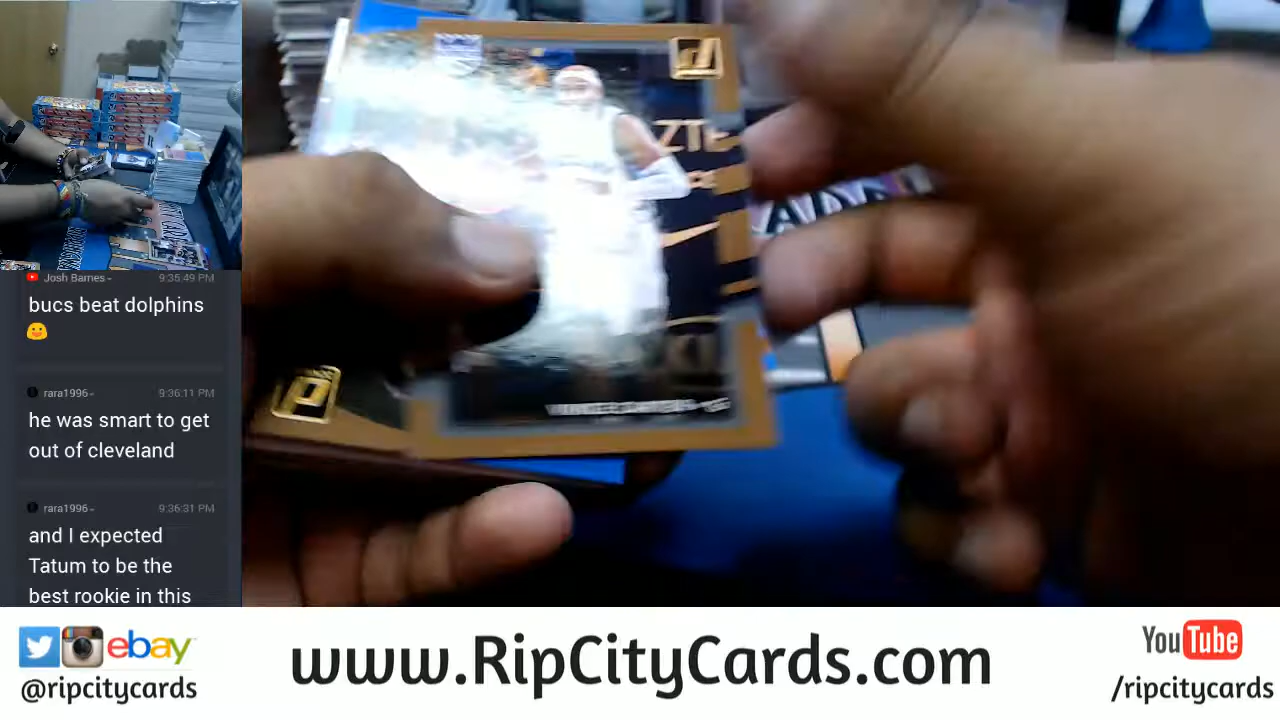 Josh Barnes 9:35:49 PM
bucs beat dolphins
rara1996 9:36:11 PM
he was smart to get
out of cleveland
rara1996 9:36:31 PM
and I expected
Tatum to be the
best rookie in this
ZTE
ebay
@ripcitycards
www.RipCityCards.com
YouTube
/ripcitycards